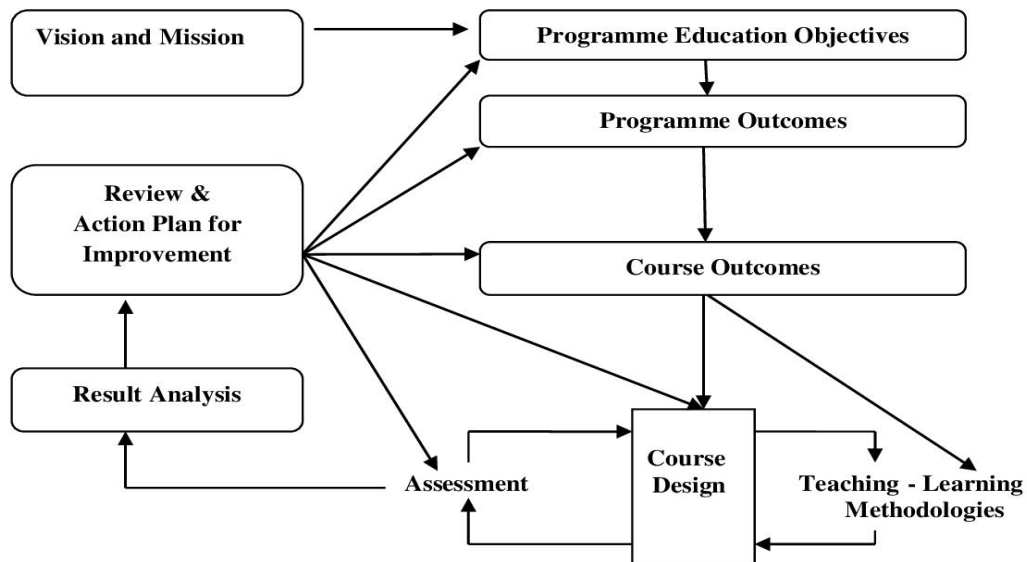 Vision and Mission
Programme Education Objectives
Programme Outcomes
Review &
Action Plan for
Improvement
Course Outcomes
Result Analysis
Course
Design
Assessment
Teaching - Learning
Methodologies